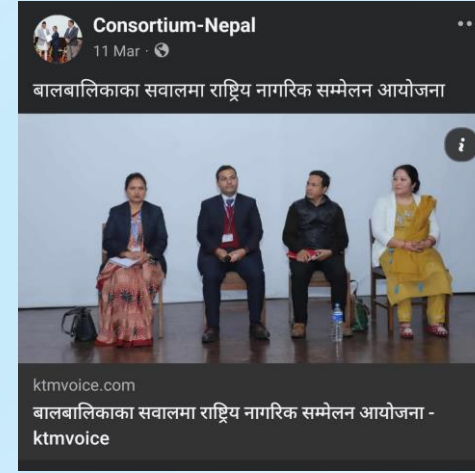 Consortium-Nepal
11 Mar ·
बालबालिकाका सवालमा राष्ट्रिय नागरिक सम्मेलन आयोजना
i
ktmvoice.com
बालबालिकाका सवालमा राष्ट्रिय नागरिक सम्मेलन आयोजना -
ktmvoice